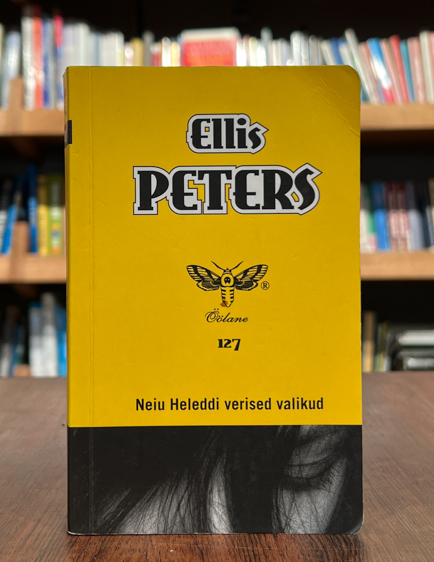 Ellis
PETERS
®
Öölane
127
Neiu Heleddi verised valikud